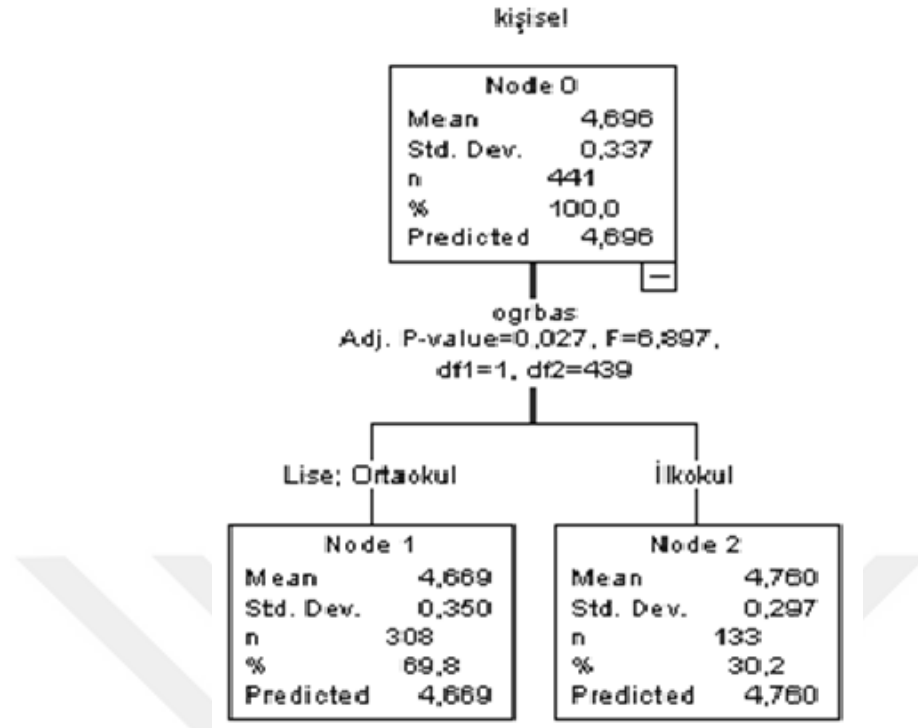 kişisel
Node 0
Mean 4,696
Std. Dev. 0,337
n 441
% 100,0
Predicted 4,696
ogrbas
Adj. P-value=0,027, F=6,897,
df1=1, df2=439
Lise; Ortaokul
İlkokul
Node 1
Mean 4,669
Std. Dev. 0,350
n 308
% 69,8
Predicted 4,669
Node 2
Mean 4,760
Std. Dev. 0,297
n 133
% 30,2
Predicted 4,760